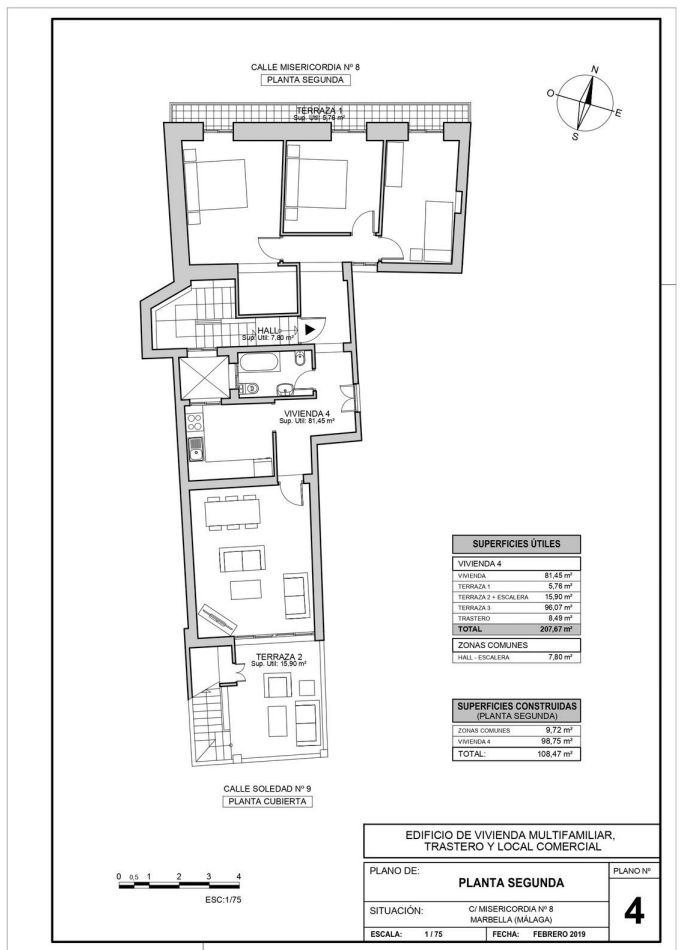 CALLE MISERICORDIA Nº 8
PLANTA SEGUNDA
N
O
E
S
TERRAZA 1
Sup. Util: 5,76 m²
HALL
Sup. Util: 7,80 m²
VIVIENDA 4
Sup. Util: 81,45 m²
TERRAZA 2
Sup. Util: 15,90 m²
SUPERFICIES ÚTILES
VIVIENDA 4
VIVIENDA 81,45 m²
TERRAZA 1 5,76 m²
TERRAZA 2 + ESCALERA 15,90 m²
TERRAZA 3 96,07 m²
TRASTERO 8,49 m²
TOTAL 207,67 m²
ZONAS COMUNES
HALL - ESCALERA 7,80 m²
SUPERFICIES CONSTRUIDAS
(PLANTA SEGUNDA)
ZONAS COMUNES 9,72 m²
VIVIENDA 4 98,75 m²
TOTAL: 108,47 m²
CALLE SOLEDAD Nº 9
PLANTA CUBIERTA
0 0,5 1 2 3 4
ESC:1/75
EDIFICIO DE VIVIENDA MULTIFAMILIAR,
TRASTERO Y LOCAL COMERCIAL
PLANO DE:
PLANTA SEGUNDA
PLANO Nº
4
SITUACIÓN: C/ MISERICORDIA Nº 8
MARBELLA (MÁLAGA)
ESCALA: 1 / 75 FECHA: FEBRERO 2019